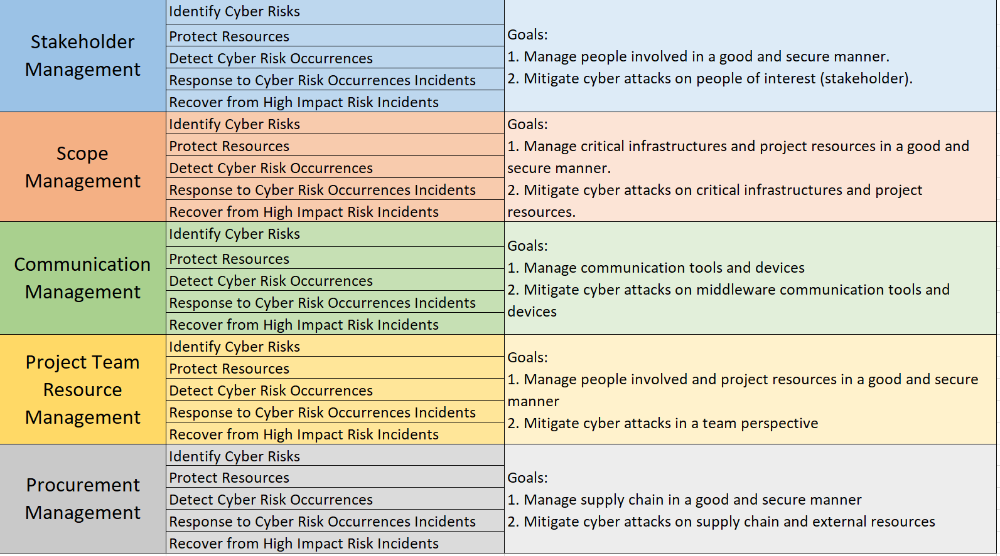 Stakeholder
Management
Identify Cyber Risks
Protect Resources
Detect Cyber Risk Occurrences
Response to Cyber Risk Occurrences Incidents
Recover from High Impact Risk Incidents
Goals:
1. Manage people involved in a good and secure manner.
2. Mitigate cyber attacks on people of interest (stakeholder).
Scope
Management
Identify Cyber Risks
Protect Resources
Detect Cyber Risk Occurrences
Response to Cyber Risk Occurrences Incidents
Recover from High Impact Risk Incidents
Goals:
1. Manage critical infrastructures and project resources in a good and
secure manner.
2. Mitigate cyber attacks on critical infrastructures and project
resources.
Communication
Management
Identify Cyber Risks
Protect Resources
Detect Cyber Risk Occurrences
Response to Cyber Risk Occurrences Incidents
Recover from High Impact Risk Incidents
Goals:
1. Manage communication tools and devices
2. Mitigate cyber attacks on middleware communication tools and
devices
Project Team
Resource
Management
Identify Cyber Risks
Protect Resources
Detect Cyber Risk Occurrences
Response to Cyber Risk Occurrences Incidents
Recover from High Impact Risk Incidents
Goals:
1. Manage people involved and project resources in a good and secure
manner
2. Mitigate cyber attacks in a team perspective
Procurement
Management
Identify Cyber Risks
Protect Resources
Detect Cyber Risk Occurrences
Response to Cyber Risk Occurrences Incidents
Recover from High Impact Risk Incidents
Goals:
1. Manage supply chain in a good and secure manner
2. Mitigate cyber attacks on supply chain and external resources